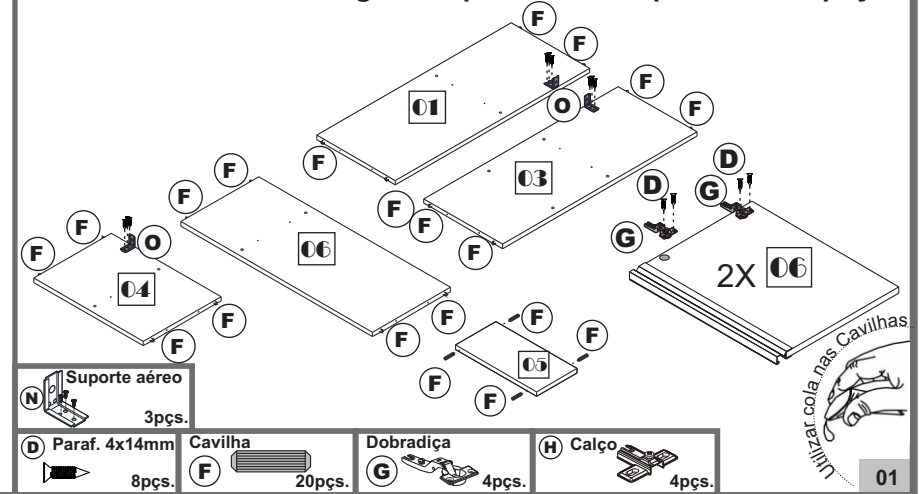 F
F
01
F
F
O
F
F
03
F
F
F
F
D
D
G
G
F
F
06
F
F
O
F
04
F
F
F
F
2X 06
F
F
05
F
F
Utilizar cola nas Cavilhas
Suporte aéreo
N
3pçs.
D Paraf. 4x14mm
8pçs.
Cavilha
F
20pçs.
Dobradiça
G
4pçs.
H Calço
4pçs.
01